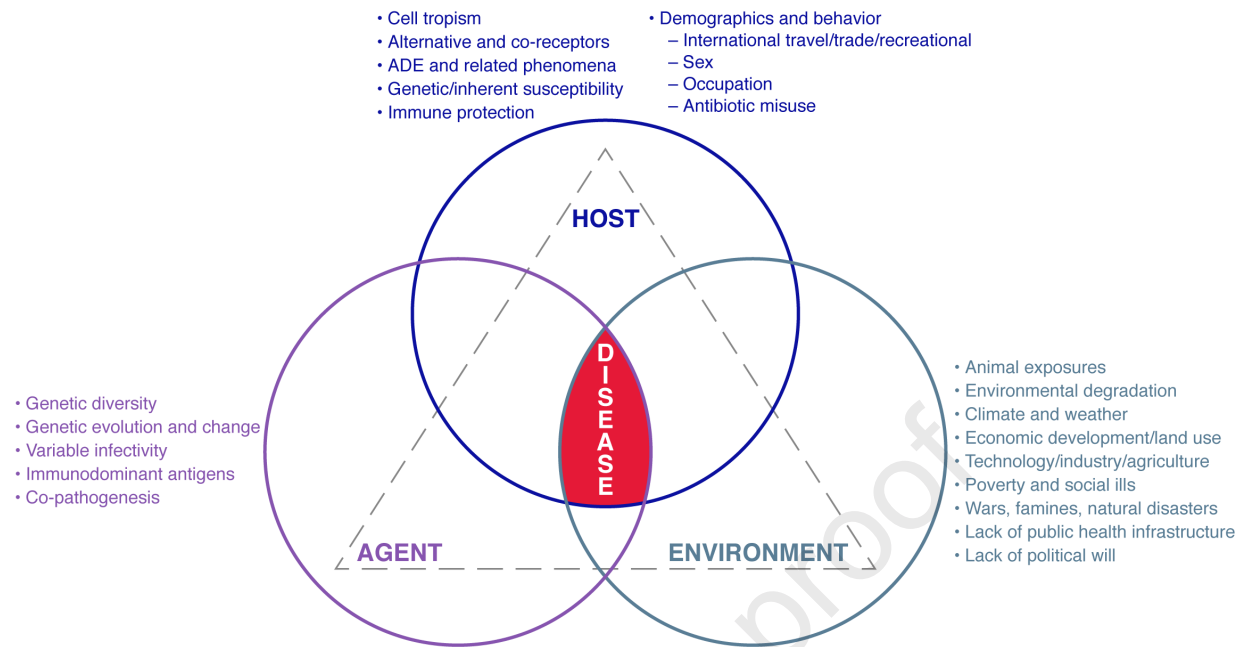 • Cell tropism
• Alternative and co-receptors
• ADE and related phenomena
• Genetic/inherent susceptibility
• Immune protection
• Demographics and behavior
– International travel/trade/recreational
– Sex
– Occupation
– Antibiotic misuse
HOST
DISEASE
• Genetic diversity
• Genetic evolution and change
• Variable infectivity
• Immunodominant antigens
• Co-pathogenesis
• Animal exposures
• Environmental degradation
• Climate and weather
• Economic development/land use
• Technology/industry/agriculture
• Poverty and social ills
• Wars, famines, natural disasters
• Lack of public health infrastructure
• Lack of political will
AGENT
ENVIRONMENT
proof